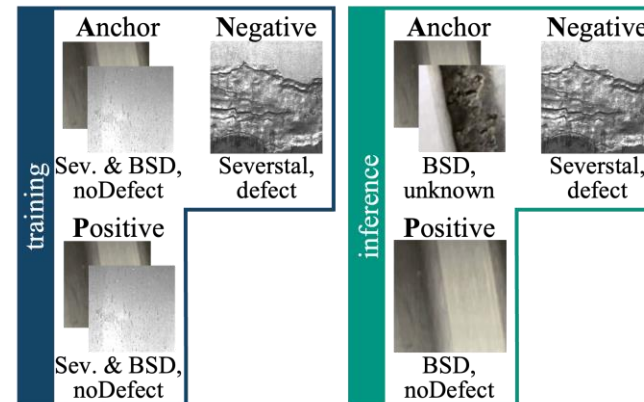 training
Anchor
Sev. & BSD,
noDefect
Negative
Severstal,
defect
Positive
Sev. & BSD,
noDefect
inference
Anchor
BSD,
unknown
Negative
Severstal,
defect
Positive
BSD,
noDefect